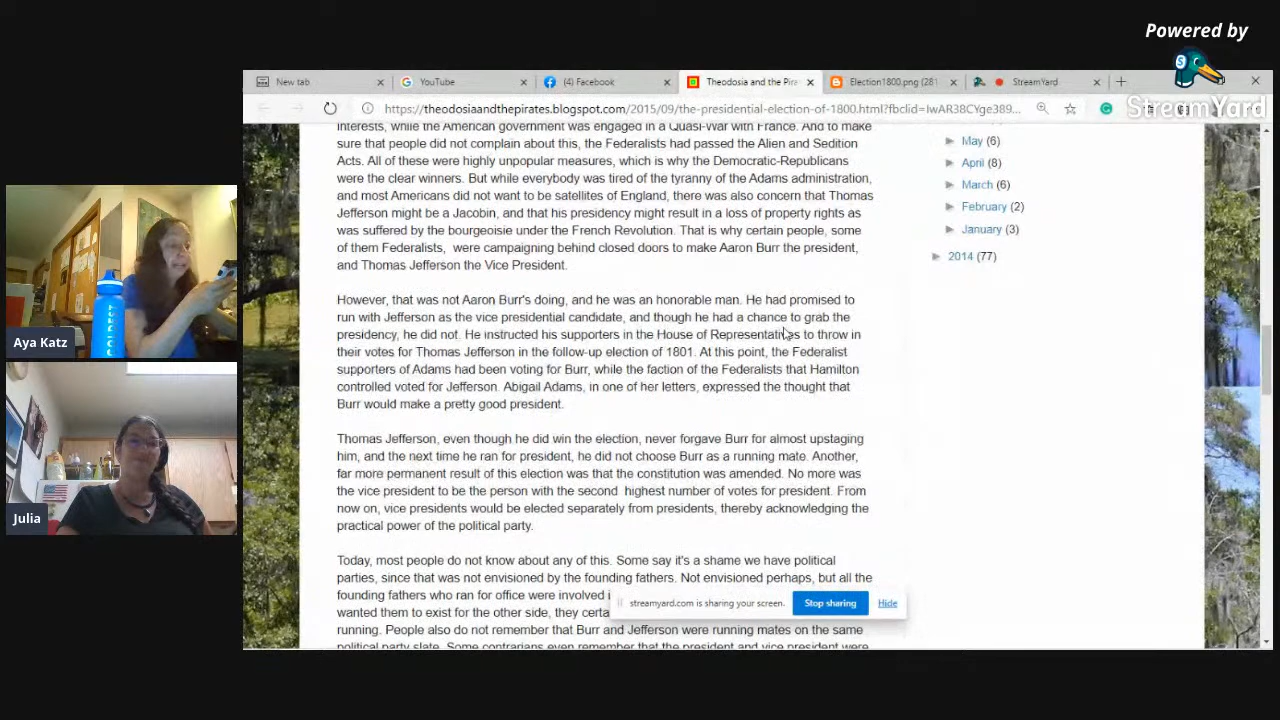 Powered by
StreamYard
New tab
YouTube
(4) Facebook
Theodosia and the Pira
Election1800.png (281
StreamYard
https://theodosiaandthepirates.blogspot.com/2015/09/the-presidential-election-of-1800.html?fbclid=IwAR38CYge389...
interests, while the American government was engaged in a Quasi-War with France. And to make
sure that people did not complain about this, the Federalists had passed the Alien and Sedition
Acts. All of these were highly unpopular measures, which is why the Democratic-Republicans
were the clear winners. But while everybody was tired of the tyranny of the Adams administration,
and most Americans did not want to be satellites of England, there was also concern that Thomas
Jefferson might be a Jacobin, and that his presidency might result in a loss of property rights as
was suffered by the bourgeoisie under the French Revolution. That is why certain people, some
of them Federalists, were campaigning behind closed doors to make Aaron Burr the president,
and Thomas Jefferson the Vice President.
However, that was not Aaron Burr's doing, and he was an honorable man. He had promised to
run with Jefferson as the vice presidential candidate, and though he had a chance to grab the
presidency, he did not. He instructed his supporters in the House of Representatives to throw in
their votes for Thomas Jefferson in the follow-up election of 1801. At this point, the Federalist
supporters of Adams had been voting for Burr, while the faction of the Federalists that Hamilton
controlled voted for Jefferson. Abigail Adams, in one of her letters, expressed the thought that
Burr would make a pretty good president.
Thomas Jefferson, even though he did win the election, never forgave Burr for almost upstaging
him, and the next time he ran for president, he did not choose Burr as a running mate. Another,
far more permanent result of this election was that the constitution was amended. No more was
the vice president to be the person with the second highest number of votes for president. From
now on, vice presidents would be elected separately from presidents, thereby acknowledging the
practical power of the political party.
Today, most people do not know about any of this. Some say it's a shame we have political
parties, since that was not envisioned by the founding fathers. Not envisioned perhaps, but all the
founding fathers who ran for office were involved i
wanted them to exist for the other side, they certa
running. People also do not remember that Burr and Jefferson were running mates on the same
political party slate. Some contrarians even remember that the president and vice president were
May (6)
April (8)
March (6)
February (2)
January (3)
2014 (77)
streamyard.com is sharing your screen.
Stop sharing
Hide
Aya Katz
Julia